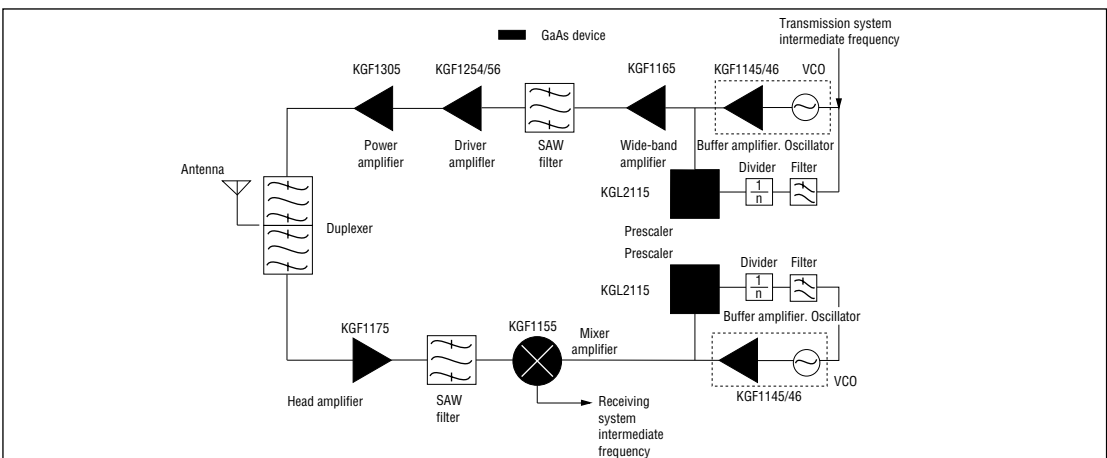 GaAs device
Transmission system
intermediate frequency
KGF1305
KGF1254/56
KGF1165
KGF1145/46
VCO
Power
amplifier
Driver
amplifler
SAW
filter
Wide-band
amplifier
Buffer amplifier. Oscillator
Antenna
Duplexer
KGL2115
Divider
Filter
1
n
Prescaler
Prescaler
KGL2115
Divider
Filter
1
n
Buffer amplifier. Oscillator
KGF1175
KGF1155
Mixer
amplifier
VCO
KGF1145/46
Head amplifier
SAW
filter
Receiving
system
intermediate
frequency